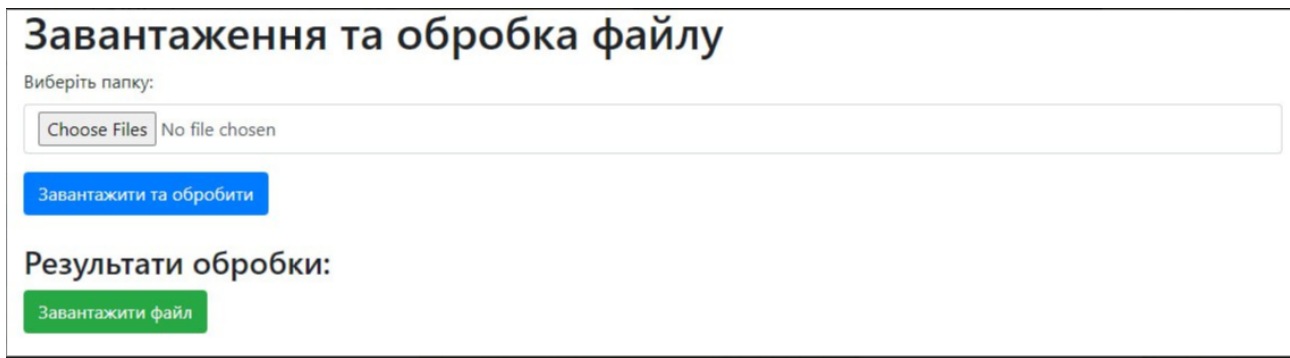 Завантаження та обробка файлу
Виберіть папку:
Choose Files No file chosen
Завантажити та обробити
Результати обробки:
Завантажити файл